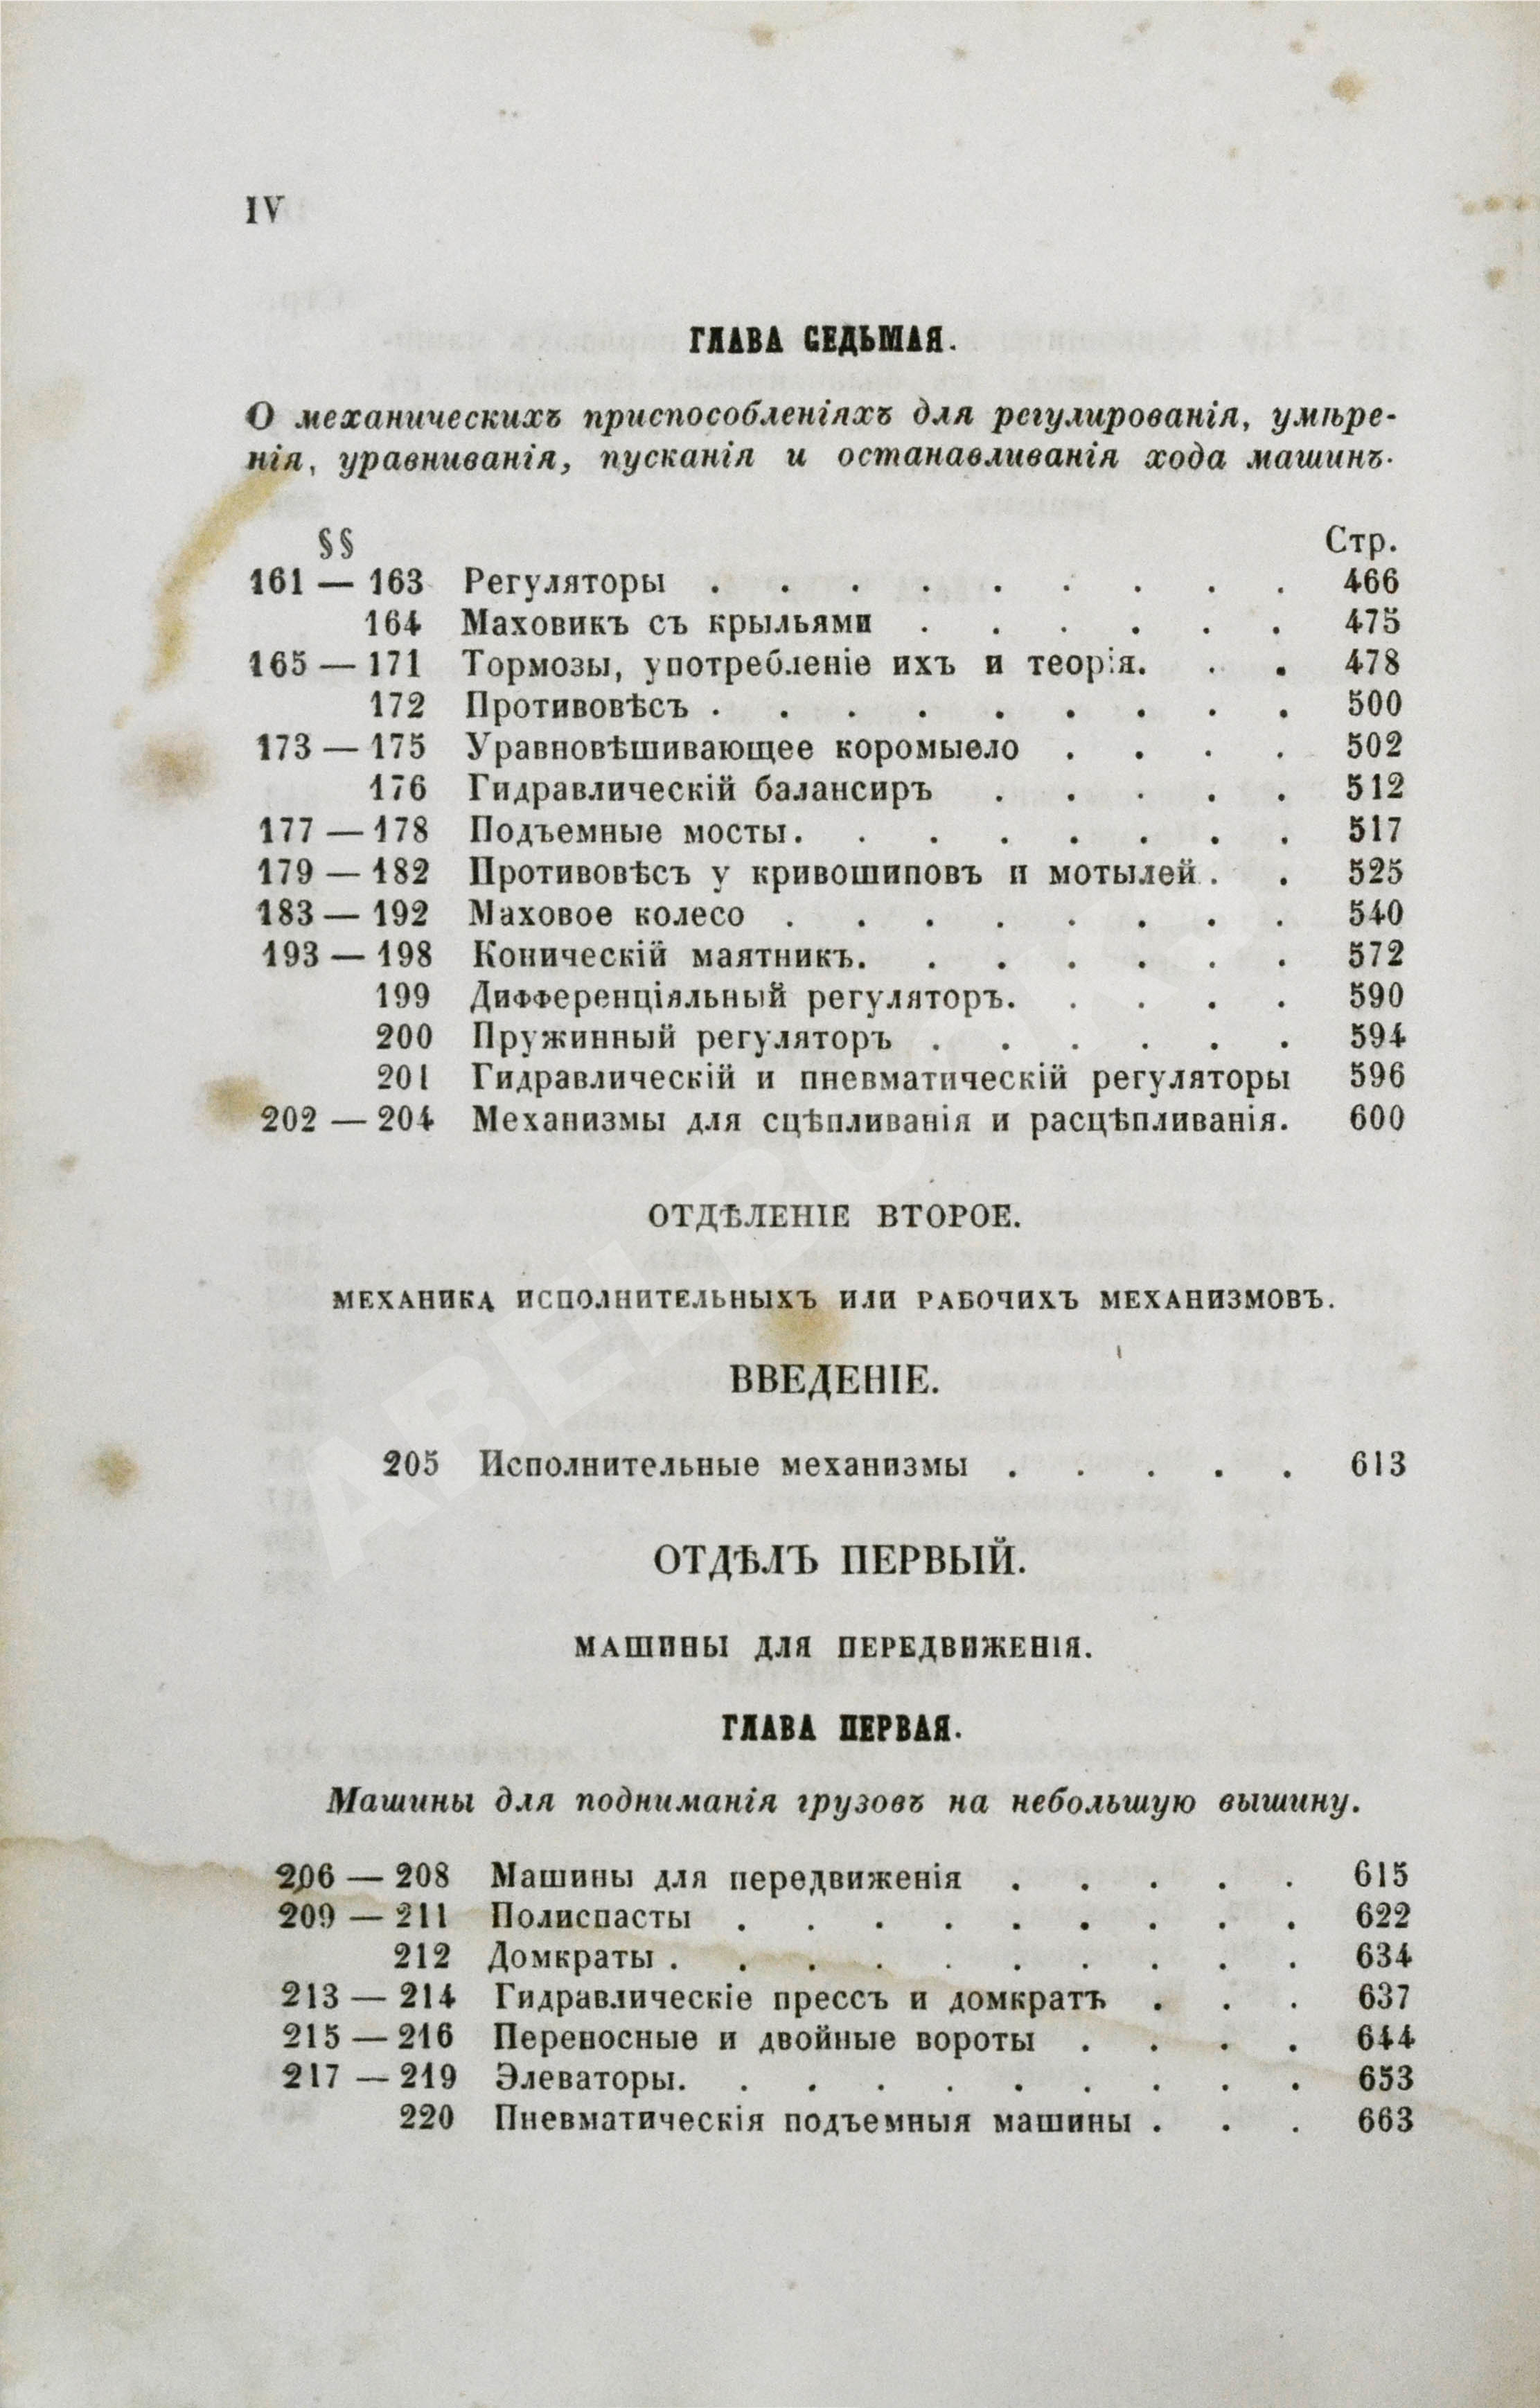 IV
ГЛАВА СЕДЬМАЯ.
О механическихъ приспособленіяхъ для регулированія, умѣре-
нія, уравниванія, пусканія и останавливанія хода машинъ.
§§ Стр.
161 — 163 Регуляторы . . . . . . . . . 466
164 Маховикъ съ крыльями . . . . . . 475
165 — 171 Тормозы, употребленіе ихъ и теорія. . . 478
172 Противовѣсъ . . . . . . . . . 500
173 — 175 Уравновѣшивающее коромысло . . . . 502
176 Гидравлическій балансиръ . . . . . 512
177 — 178 Подъемные мосты. . . . . . . . 517
179 — 182 Противовѣсъ у кривошиповъ и мотылей . . 525
183 — 192 Маховое колесо . . . . . . . . 540
193 — 198 Коническій маятникъ. . . . . . . 572
199 Дифференціяльный регуляторъ. . . . . 590
200 Пружинный регуляторъ . . . . . . 594
201 Гидравлическій и пневматическій регуляторы 596
202 — 204 Механизмы для сцѣпливанія и расцѣпливанія. 600
ОТДѢЛЕНІЕ ВТОРОЕ.
МЕХАНИКА ИСПОЛНИТЕЛЬНЫХЪ ИЛИ РАБОЧИХЪ МЕХАНИЗМОВЪ.
ВВЕДЕНІЕ.
205 Исполнительные механизмы . . . . . 613
ОТДѢЛЪ ПЕРВЫЙ.
МАШИНЫ ДЛЯ ПЕРЕДВИЖЕНІЯ.
ГЛАВА ПЕРВАЯ.
Машины для подниманія грузовъ на небольшую вышину.
206 — 208 Машины для передвиженія . . . . . 615
209 — 211 Полиспасты . . . . . . . . . 622
212 Домкраты . . . . . . . . . . 634
213 — 214 Гидравлическіе прессъ и домкратъ . . . 637
215 — 216 Переносные и двойные вороты . . . . 644
217 — 219 Элеваторы. . . . . . . . . . 653
220 Пневматическія подъемныя машины . . . 663